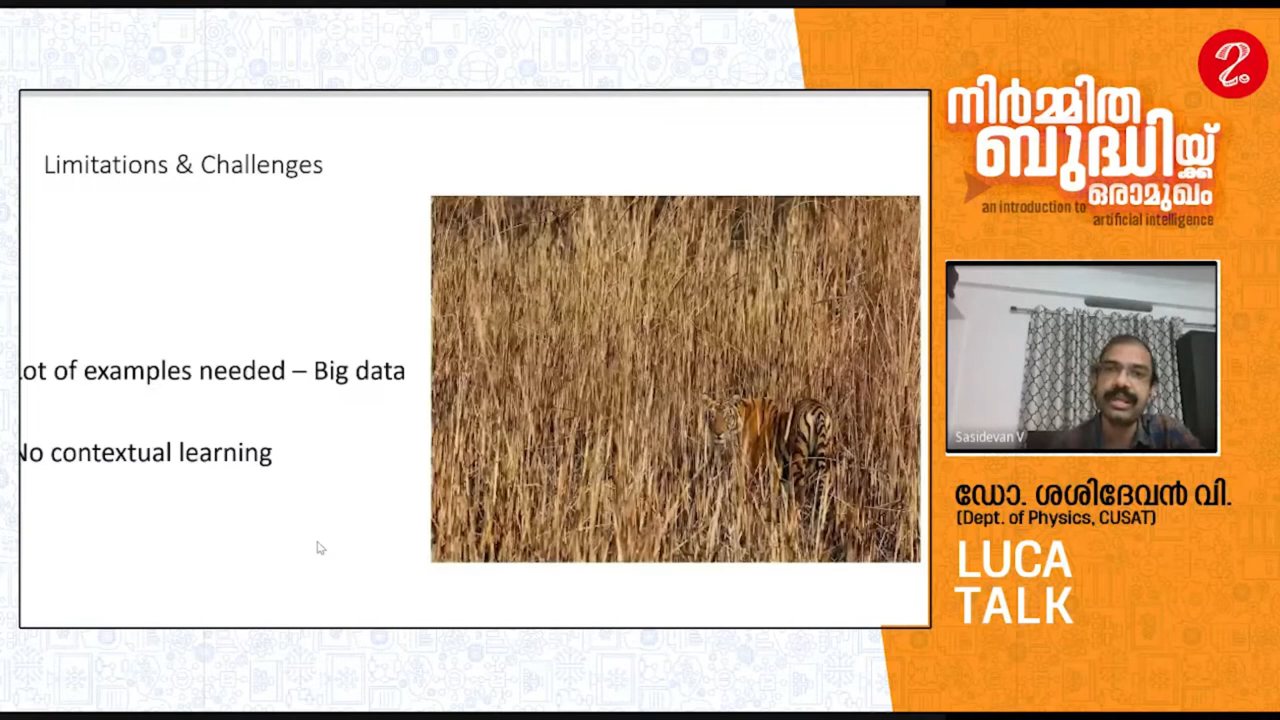 Limitations & Challenges
ot of examples needed – Big data
No contextual learning
നിർമ്മിത
ബുദ്ധിയ്ക്ക്
ഒരാമുഖം
an introduction to
artificial intelligence
Sasidevan V
ഡോ. ശശിദേവൻ വി.
(Dept. of Physics, CUSAT)
LUCA
TALK